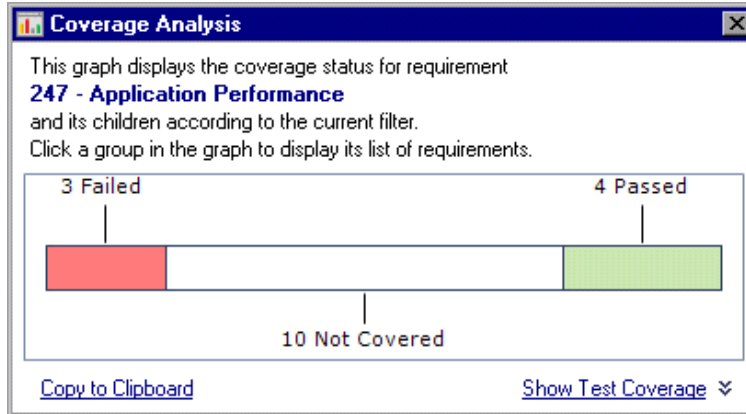 Coverage Analysis
This graph displays the coverage status for requirement
247 - Application Performance
and its children according to the current filter.
Click a group in the graph to display its list of requirements.
3 Failed
4 Passed
10 Not Covered
Copy to Clipboard
Show Test Coverage